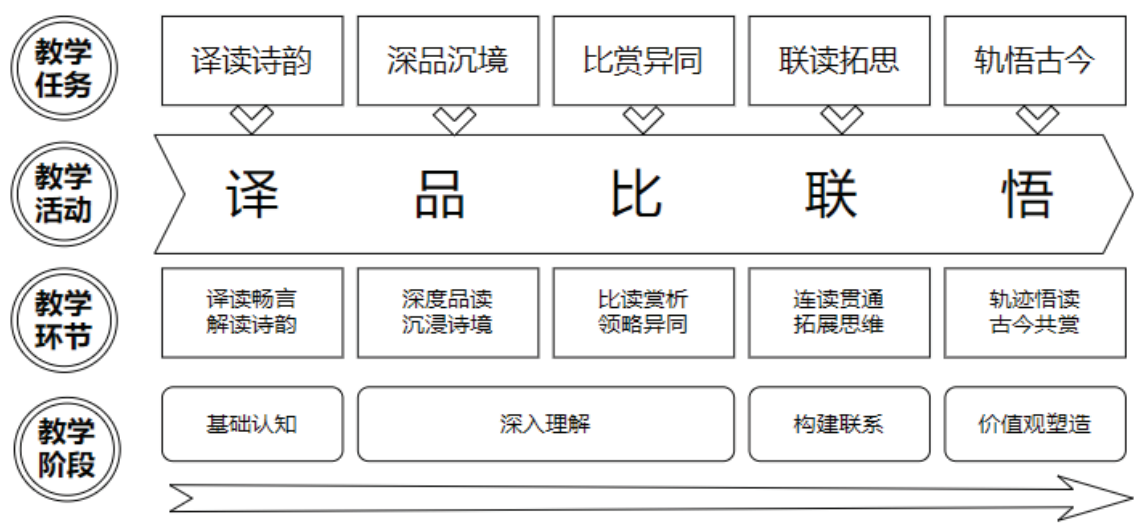 教学
任务
译读诗韵
深品沉境
比赏异同
联读拓思
轨悟古今
教学
活动
译
品
比
联
悟
教学
环节
译读畅言
解读诗韵
深度品读
沉浸诗境
比读赏析
领略异同
连读贯通
拓展思维
轨迹悟读
古今共赏
教学
阶段
基础认知
深入理解
构建联系
价值观塑造